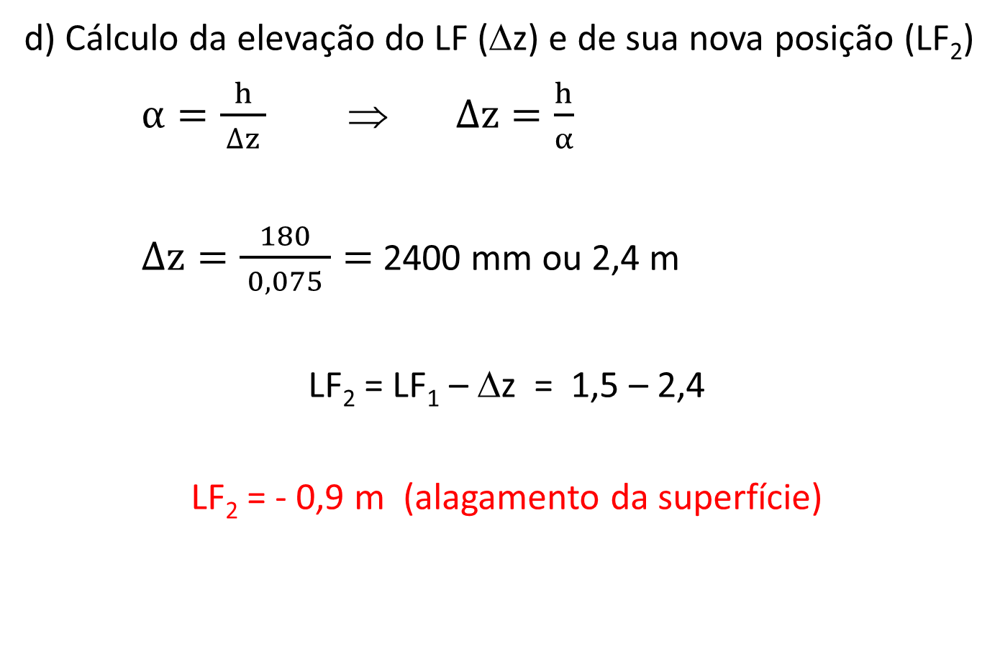 d) Cálculo da elevação do LF (Δz) e de sua nova posição (LF₂)
α = h/Δz ⇒ Δz = h/α
Δz = 180/0,075 = 2400 mm ou 2,4 m
LF₂ = LF₁ – Δz = 1,5 – 2,4
LF₂ = - 0,9 m (alagamento da superfície)